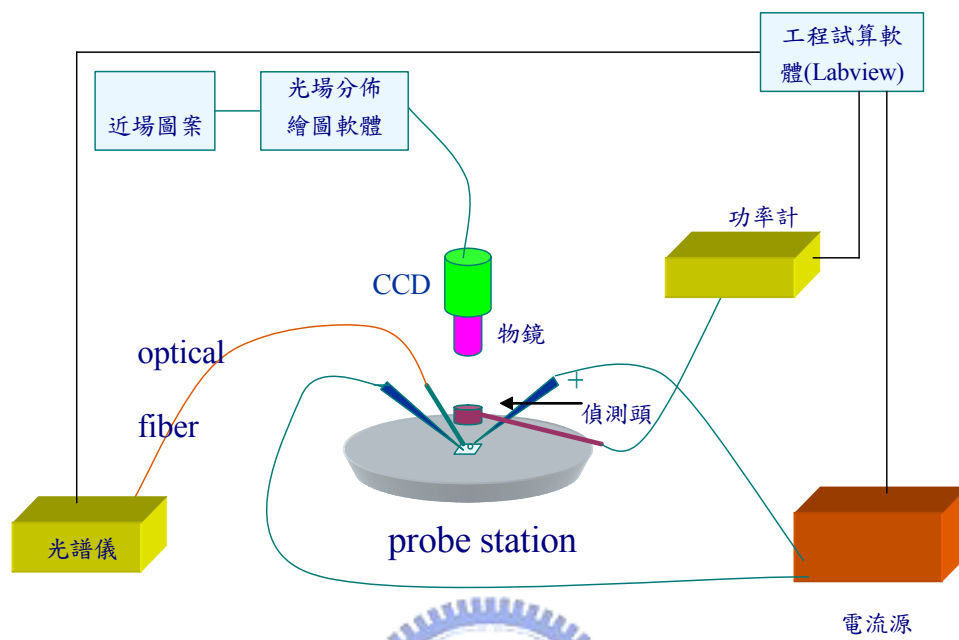 工程試算軟
體(Labview)
近場圖案
光場分佈
繪圖軟體
功率計
CCD
物鏡
optical
fiber
+
偵測頭
光譜儀
probe station
電流源